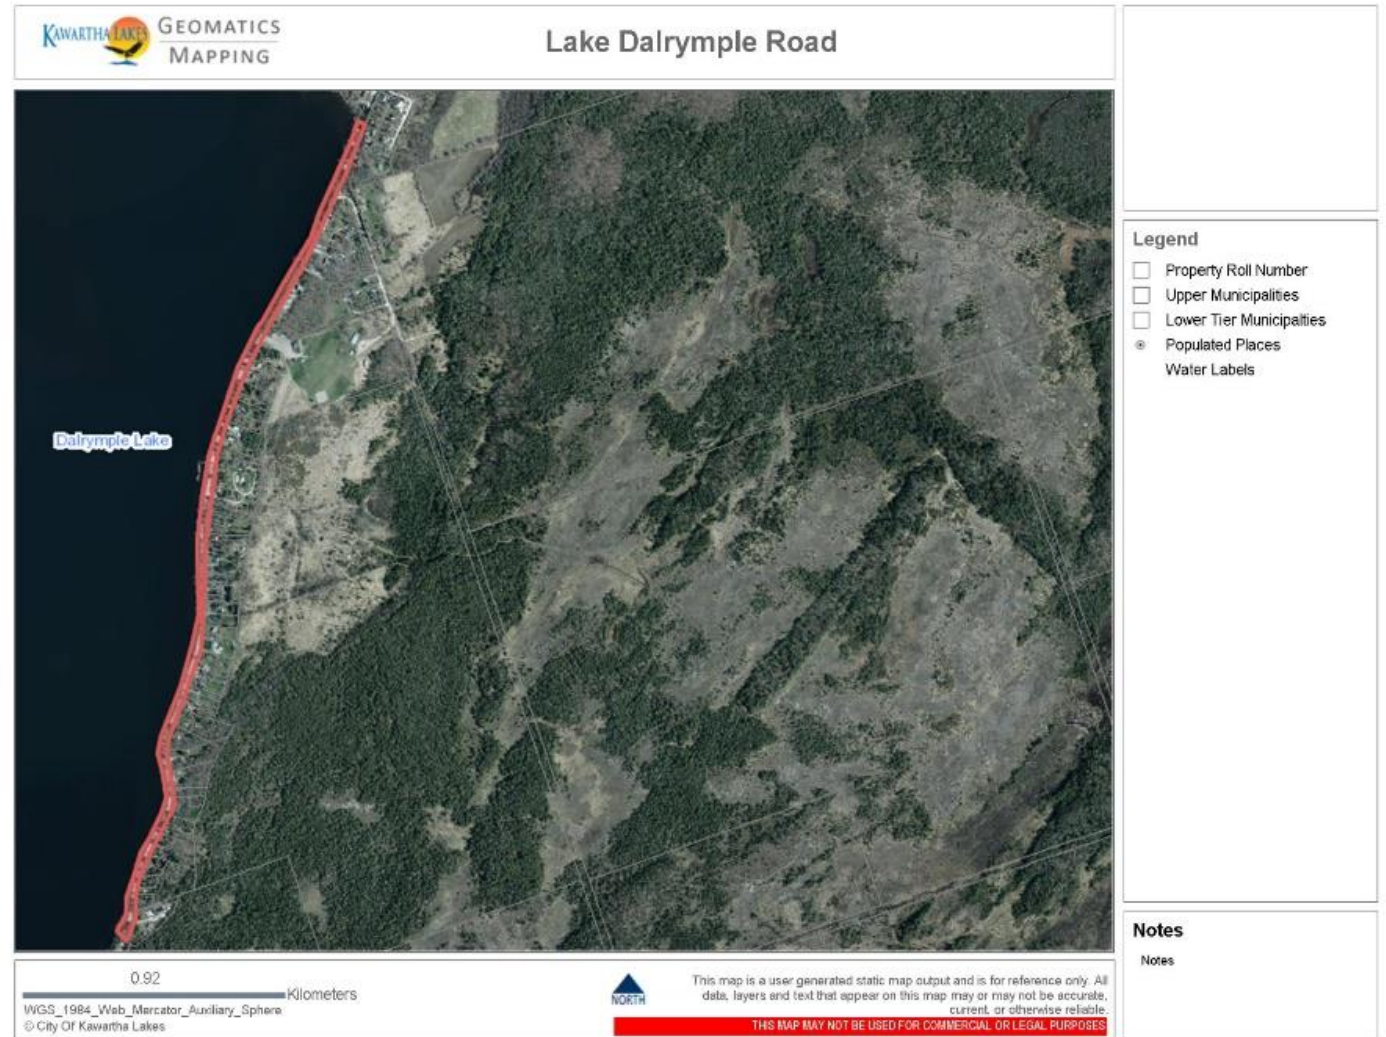 KAWARTHA LAKES
GEOMATICS
MAPPING
Lake Dalrymple Road
Dalrymple Lake
Legend
Property Roll Number
Upper Municipalities
Lower Tier Municipalties
Populated Places
Water Labels
Notes
Notes
0.92
Kilometers
WGS_1984_Web_Mercator_Auxiliary_Sphere
© City Of Kawartha Lakes
NORTH
This map is a user generated static map output and is for reference only. All
data, layers and text that appear on this map may or may not be accurate,
current, or otherwise reliable.
THIS MAP MAY NOT BE USED FOR COMMERCIAL OR LEGAL PURPOSES